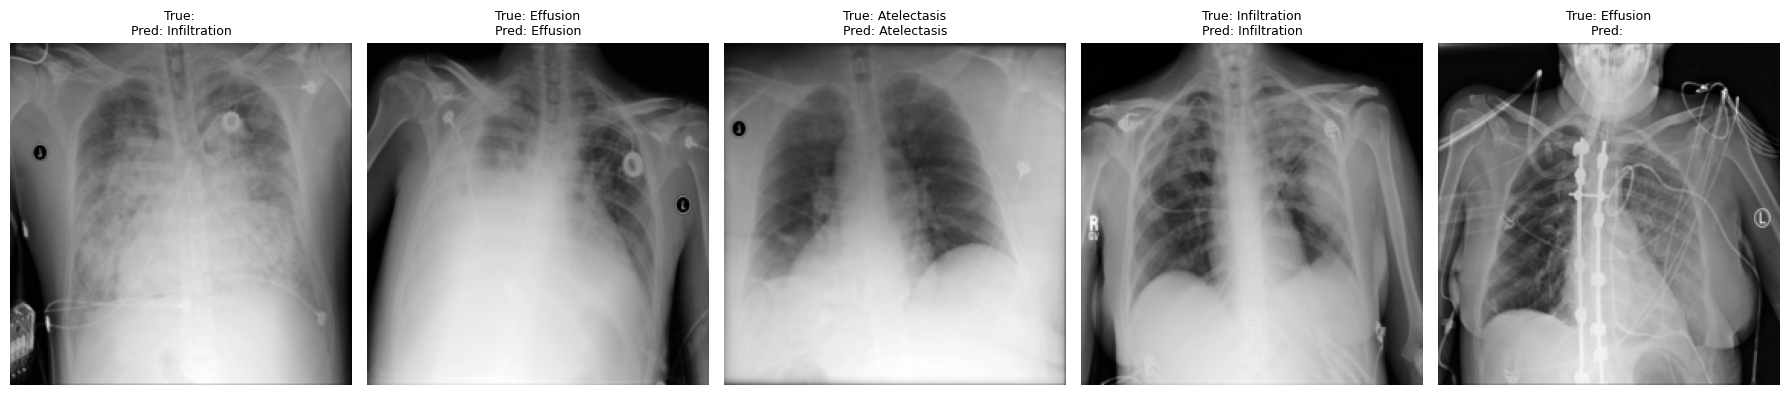 True:
Pred: Infiltration
True: Effusion
Pred: Effusion
True: Atelectasis
Pred: Atelectasis
True: Infiltration
Pred: Infiltration
True: Effusion
Pred:
L
R
L